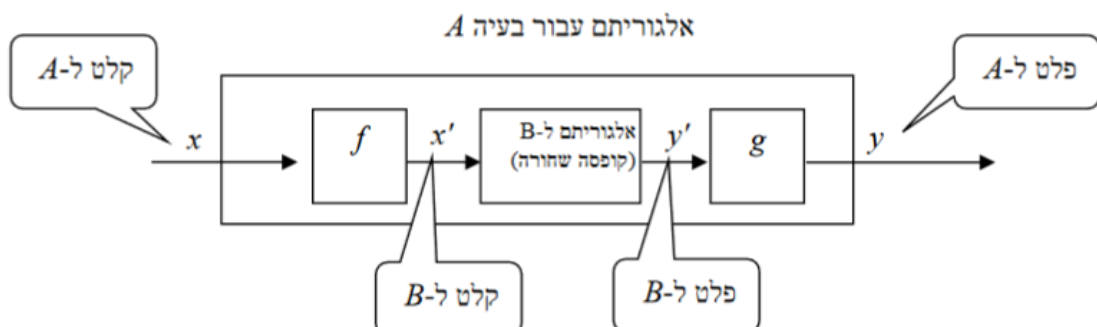 אלגוריתם עבור בעיה A
קלט ל-A
פלט ל-A
x
f
x'
אלגוריתם ל-B
(קופסה שחורה)
y'
g
y
קלט ל-B
פלט ל-B